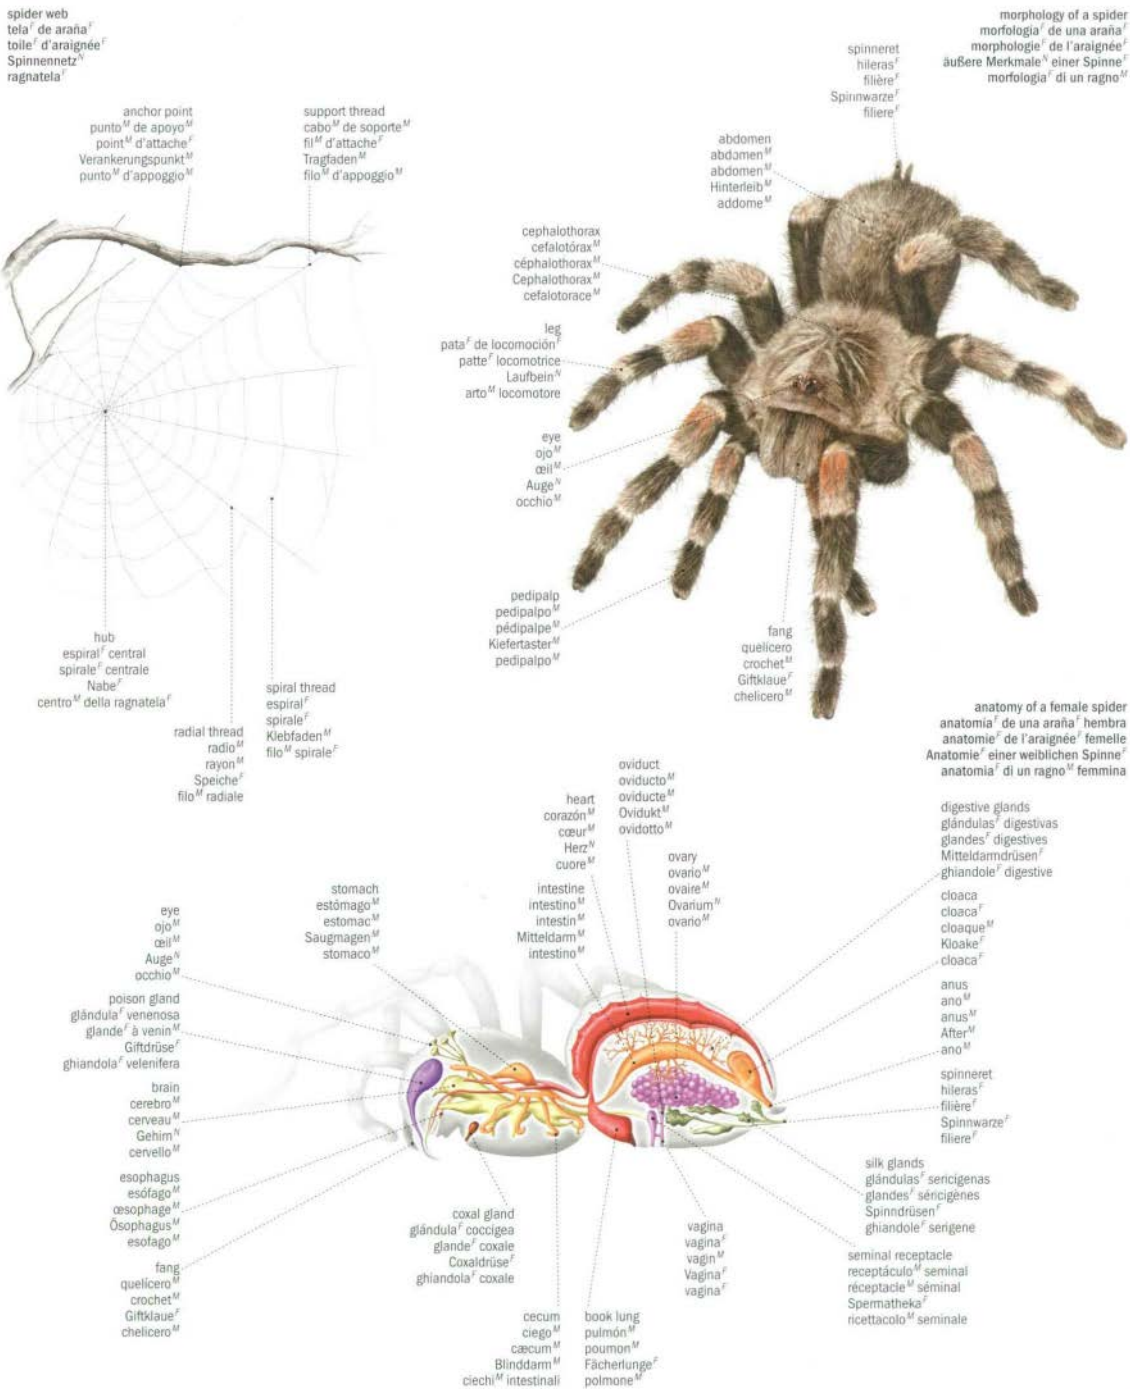 spider web
tela^F de araña^F
toile^F d'araignée^F
Spinnennetz^N
ragnatela^F
anchor point
punto^M de apoyo^M
point^M d'attache^F
Verankerungspunkt^M
punto^M d'appoggio^M
support thread
cabo^M de soporte^M
fil^M d'attache^F
Tragfaden^M
filo^M d'appoggio^M
hub
espiral^F central
spirale^F centrale
Nabe^F
centro^M della ragnatela^F
radial thread
radio^M
rayon^M
Speiche^F
filo^M radiale
spiral thread
espiral^F
spirale^F
Klebfaden^M
filo^M spirale^F
morphology of a spider
morfología^F de una araña^F
morphologie^F de l'araignée^F
äußere Merkmale^N einer Spinne^F
morfologia^F di un ragno^M
spinneret
hileras^F
filière^F
Spinnwarze^F
filiere^F
abdomen
abdomen^M
abdomen^M
Hinterleib^M
addome^M
cephalothorax
cefalotórax^M
céphalothorax^M
Cephalothorax^M
cefalotorace^M
leg
pata^F de locomoción^F
patte^F locomotrice
Laufbein^N
arto^M locomotore
eye
ojo^M
œil^M
Auge^N
occhio^M
pedipalp
pedipalpo^M
pédipalpe^M
Kiefertaster^M
pedipalpo^M
fang
quelícero
crochet^M
Giftklaue^F
chelicero^M
anatomy of a female spider
anatomía^F de una araña^F hembra
anatomie^F de l'araignée^F femelle
Anatomie^F einer weiblichen Spinne^F
anatomia^F di un ragno^M femmina
eye
ojo^M
œil^M
Auge^N
occhio^M
poison gland
glándula^F venenosa
glande^F à venin^M
Giftdrüse^F
ghiandola^F velenifera
brain
cerebro^M
cerveau^M
Gehirn^N
cervello^M
esophagus
esófago^M
œsophage^M
Ösophagus^M
esofago^M
fang
quelícero^M
crochet^M
Giftklaue^F
chelicero^M
stomach
estómago^M
estomac^M
Saugmagen^M
stomaco^M
heart
corazón^M
cœur^M
Herz^N
cuore^M
intestine
intestino^M
intestin^M
Mitteldarm^M
intestino^M
oviduct
oviducto^M
oviducte^M
Ovidukt^M
ovidotto^M
ovary
ovario^M
ovaire^M
Ovarium^N
ovario^M
digestive glands
glándulas^F digestivas
glandes^F digestives
Mitteldarmdrüsen^F
ghiandole^F digestive
cloaca
cloaca^F
cloaque^M
Kloake^F
cloaca^F
anus
ano^M
anus^M
After^M
ano^M
spinneret
hileras^F
filière^F
Spinnwarze^F
filiere^F
silk glands
glándulas^F sericígenas
glandes^F séricigènes
Spinndrüsen^F
ghiandole^F serigene
seminal receptacle
receptáculo^M seminal
réceptacle^M séminal
Spermatheka^F
ricettacolo^M seminale
vagina
vagina^F
vagin^M
Vagina^F
vagina^F
coxal gland
glándula^F coccígea
glande^F coxale
Coxaldrüse^F
ghiandola^F coxale
cecum
ciego^M
cæcum^M
Blinddarm^M
ciechi^M intestinali
book lung
pulmón^M
poumon^M
Fächerlunge^F
polmone^M